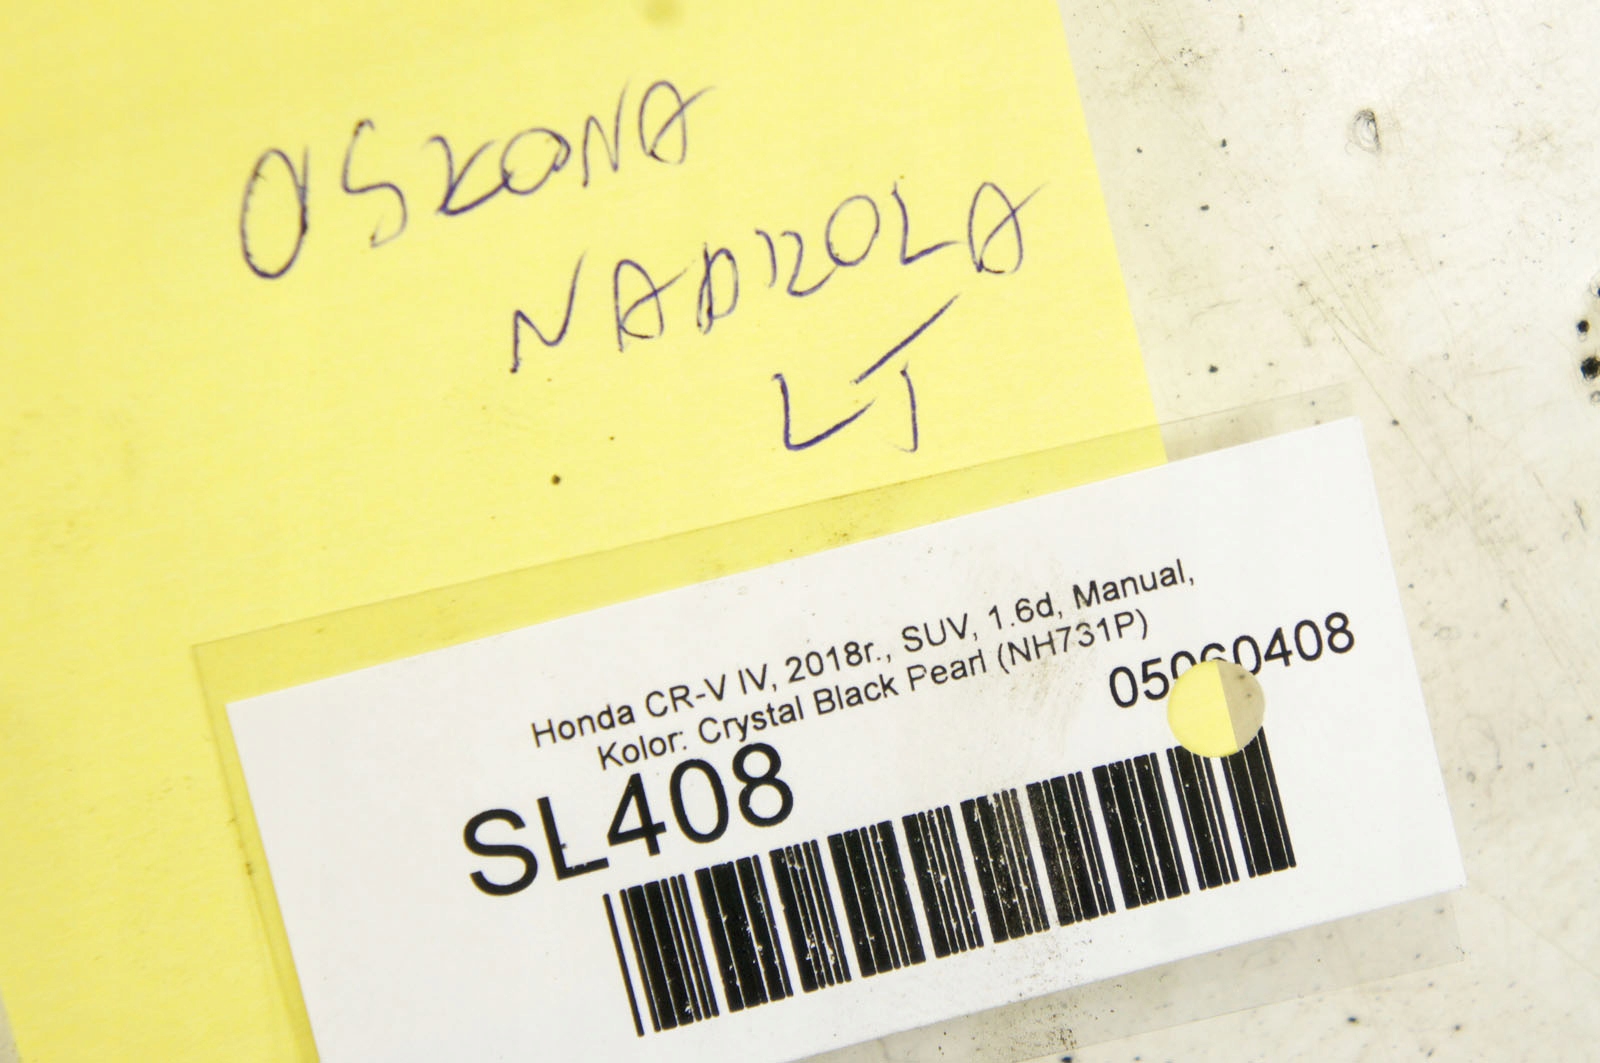 OSŁONA
NADKOLA
LT
Honda CR-V IV, 2018r., SUV, 1.6d, Manual,
Kolor: Crystal Black Pearl (NH731P)
05060408
SL408